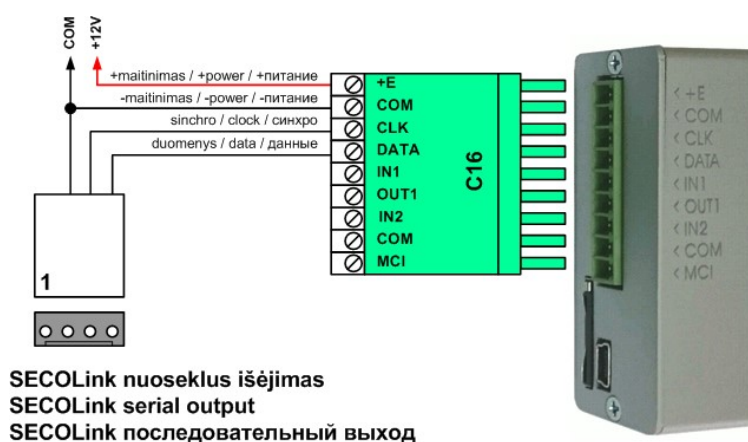 COM
+12V
+maitinimas / +power / +питание
-maitinimas / -power / -питание
sinchro / clock / синхро
duomenys / data / данные
+E
COM
CLK
DATA
IN1
OUT1
IN2
COM
MCI
C16
< +E
< COM
< CLK
< DATA
< IN1
< OUT1
< IN2
< COM
< MCI
1
SECOLink nuoseklus išėjimas
SECOLink serial output
SECOLink последовательный выход